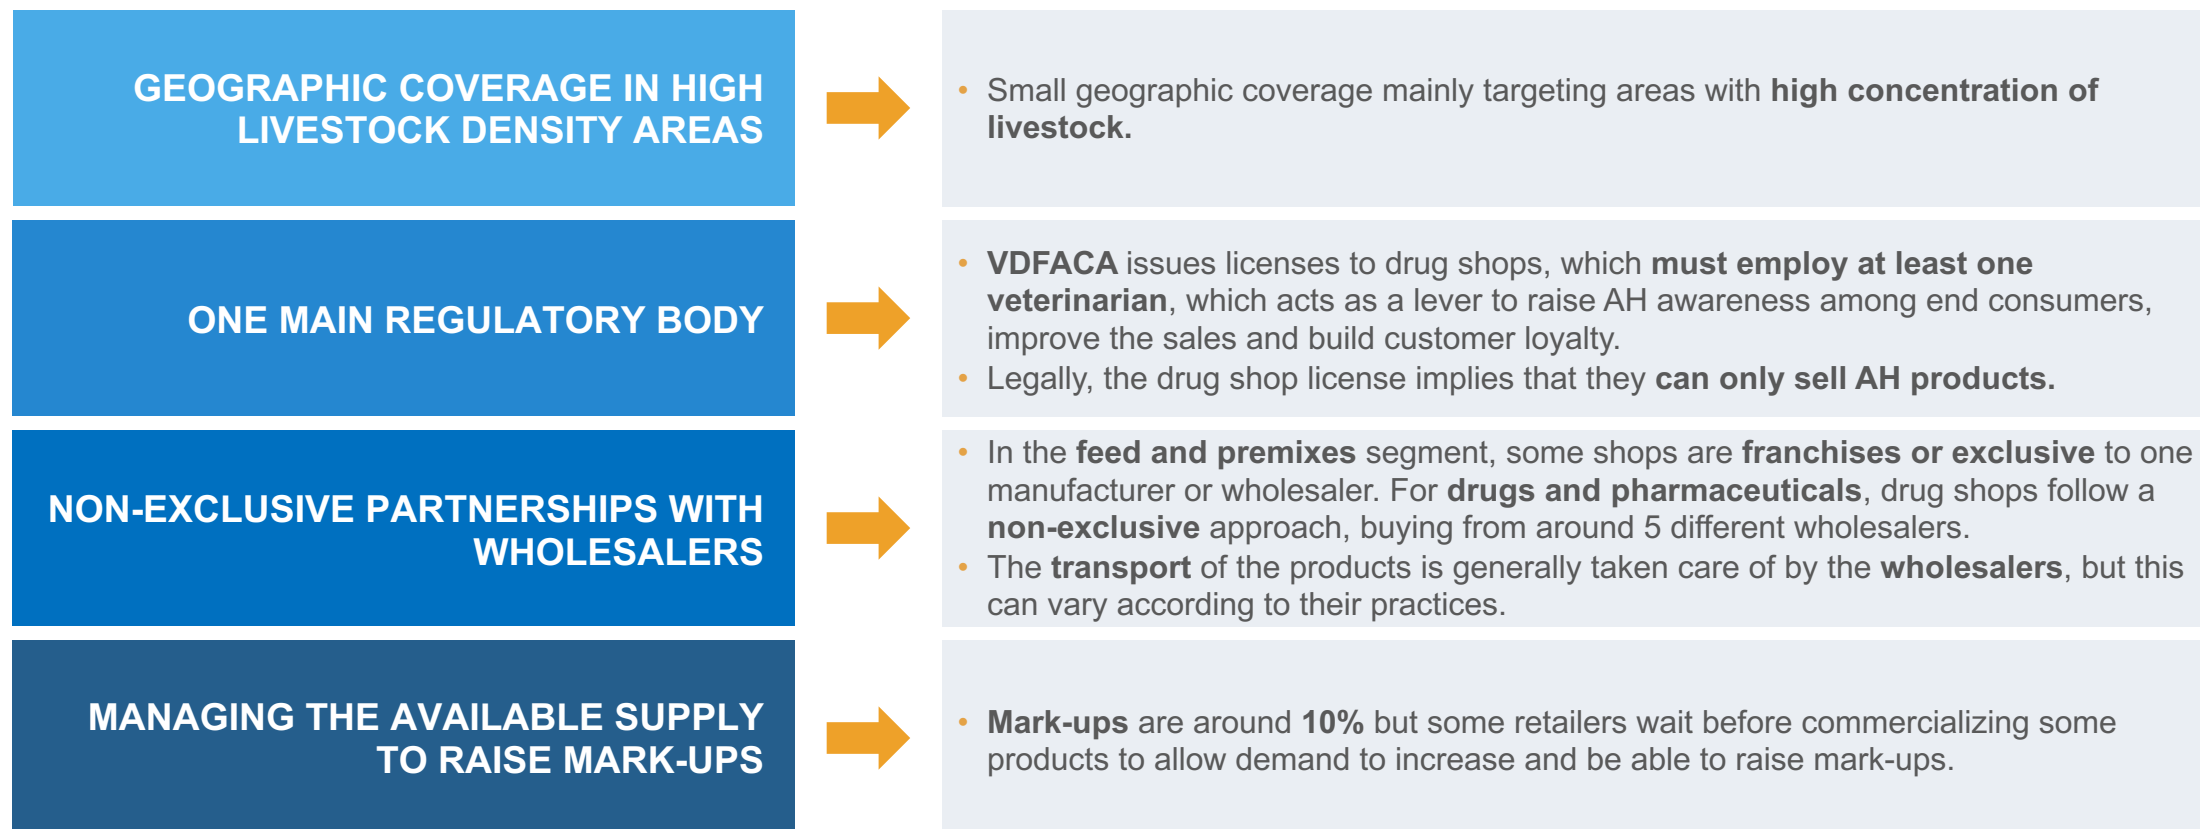 GEOGRAPHIC COVERAGE IN HIGH
LIVESTOCK DENSITY AREAS
• Small geographic coverage mainly targeting areas with high concentration of
livestock.
ONE MAIN REGULATORY BODY
• VDFACA issues licenses to drug shops, which must employ at least one
veterinarian, which acts as a lever to raise AH awareness among end consumers,
improve the sales and build customer loyalty.
• Legally, the drug shop license implies that they can only sell AH products.
NON-EXCLUSIVE PARTNERSHIPS WITH
WHOLESALERS
• In the feed and premixes segment, some shops are franchises or exclusive to one
manufacturer or wholesaler. For drugs and pharmaceuticals, drug shops follow a
non-exclusive approach, buying from around 5 different wholesalers.
• The transport of the products is generally taken care of by the wholesalers, but this
can vary according to their practices.
MANAGING THE AVAILABLE SUPPLY
TO RAISE MARK-UPS
• Mark-ups are around 10% but some retailers wait before commercializing some
products to allow demand to increase and be able to raise mark-ups.